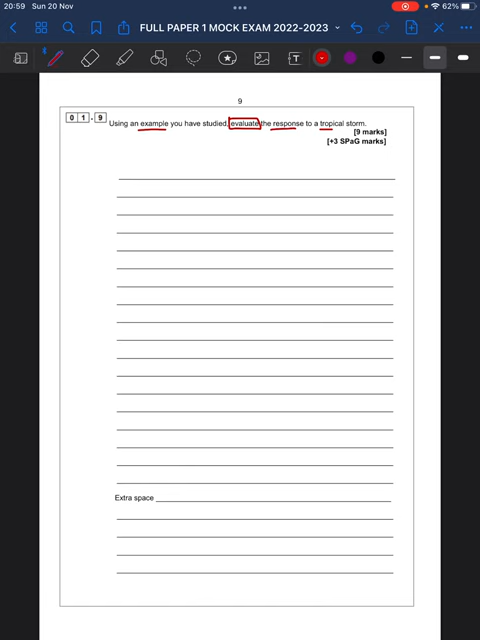 20:59 Sun 20 Nov
62%
FULL PAPER 1 MOCK EXAM 2022-2023
T
9
0 1 . 9 Using an example you have studied, evaluate the response to a tropical storm.
[9 marks]
[+3 SPaG marks]
Extra space